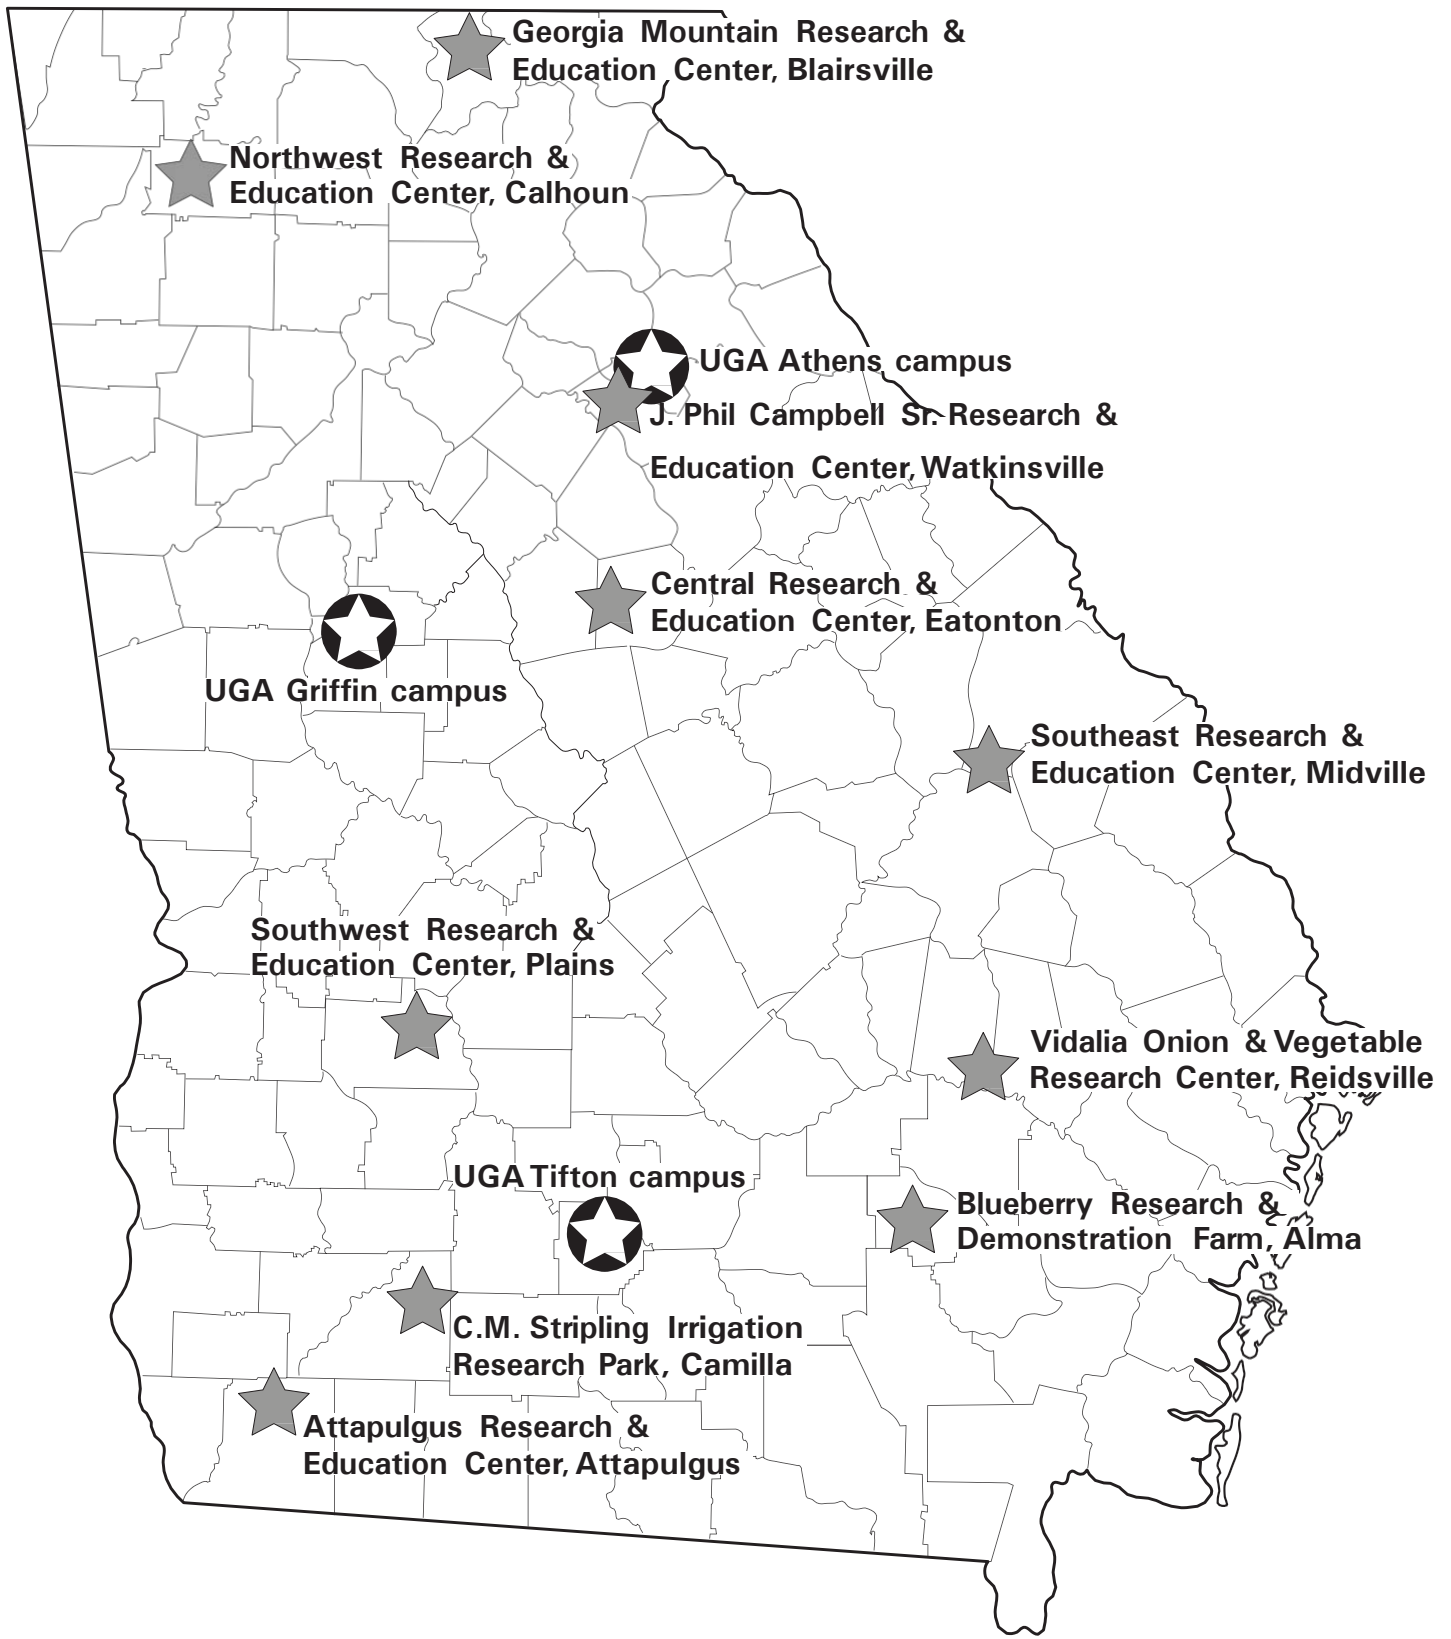 Georgia Mountain Research &
Education Center, Blairsville
Northwest Research &
Education Center, Calhoun
UGA Athens campus
J. Phil Campbell Sr. Research &
Education Center, Watkinsville
Central Research &
Education Center, Eatonton
UGA Griffin campus
Southeast Research &
Education Center, Midville
Southwest Research &
Education Center, Plains
Vidalia Onion & Vegetable
Research Center, Reidsville
UGA Tifton campus
Blueberry Research &
Demonstration Farm, Alma
C.M. Stripling Irrigation
Research Park, Camilla
Attapulgus Research &
Education Center, Attapulgus